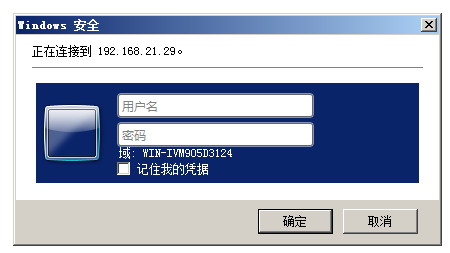 Windows 安全
正在连接到 192.168.21.29。
用户名
密码
域: WIN-IVM905D3124
记住我的凭据
确定
取消